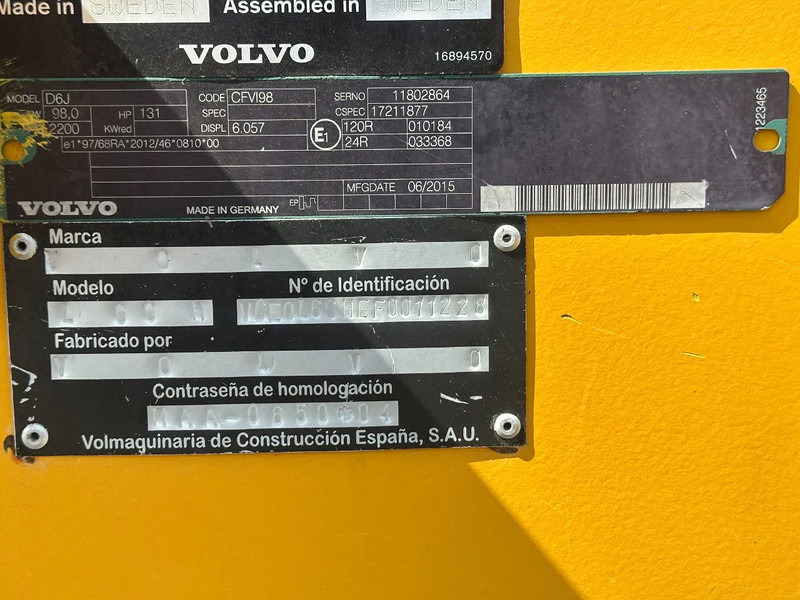 Made in SWEDEN Assembled in SWEDEN
VOLVO 16894570
MODEL D6J CODE CFVI98 SERNO 11802864
98,0 HP 131 SPEC CSPEC 17211877
2200 KWred DISPL 6.057 E1 120R 010184
e1*97/68RA*2012/46*0810*00 24R 033368
MFGDATE 06/2015
VOLVO MADE IN GERMANY EP
1223465
Marca
VOLVO
Modelo Nº de Identificación
L60H
Fabricado por
VOLVO
Contraseña de homologación
Volmaquinaria de Construcción España, S.A.U.